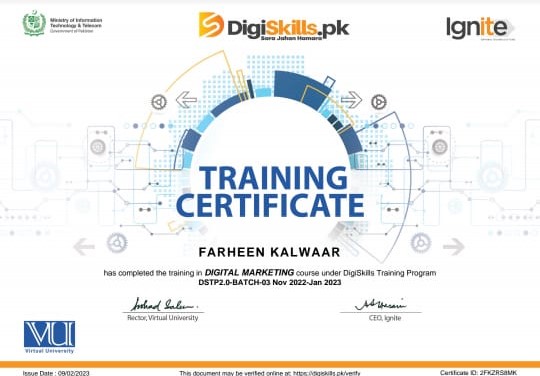 Ministry of Information
Technology & Telecom
Government of Pakistan
DigiSkills.pk
Sara Jahan Hamara
Ignite
TRAINING
CERTIFICATE
FARHEEN KALWAAR
has completed the training in DIGITAL MARKETING course under DigiSkills Training Program
DSTP2.0-BATCH-03 Nov 2022-Jan 2023
Rector, Virtual University
CEO, Ignite
VU
Virtual University
Issue Date : 09/02/2023
This document may be verified online at: https://digiskills.pk/verify
Certificate ID: 2FKZRS8MK